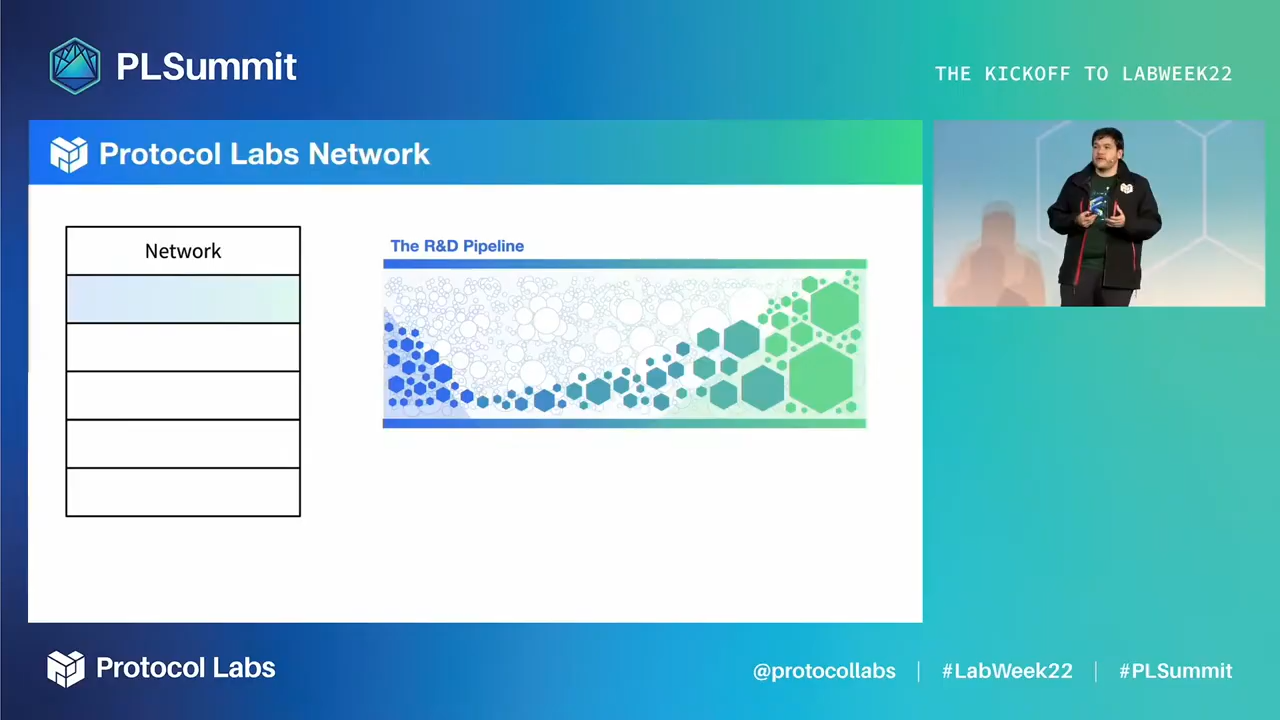 PLSummit
THE KICKOFF TO LABWEEK22
Protocol Labs Network
Network
The R&D Pipeline
Protocol Labs
@protocollabs | #LabWeek22 | #PLSummit